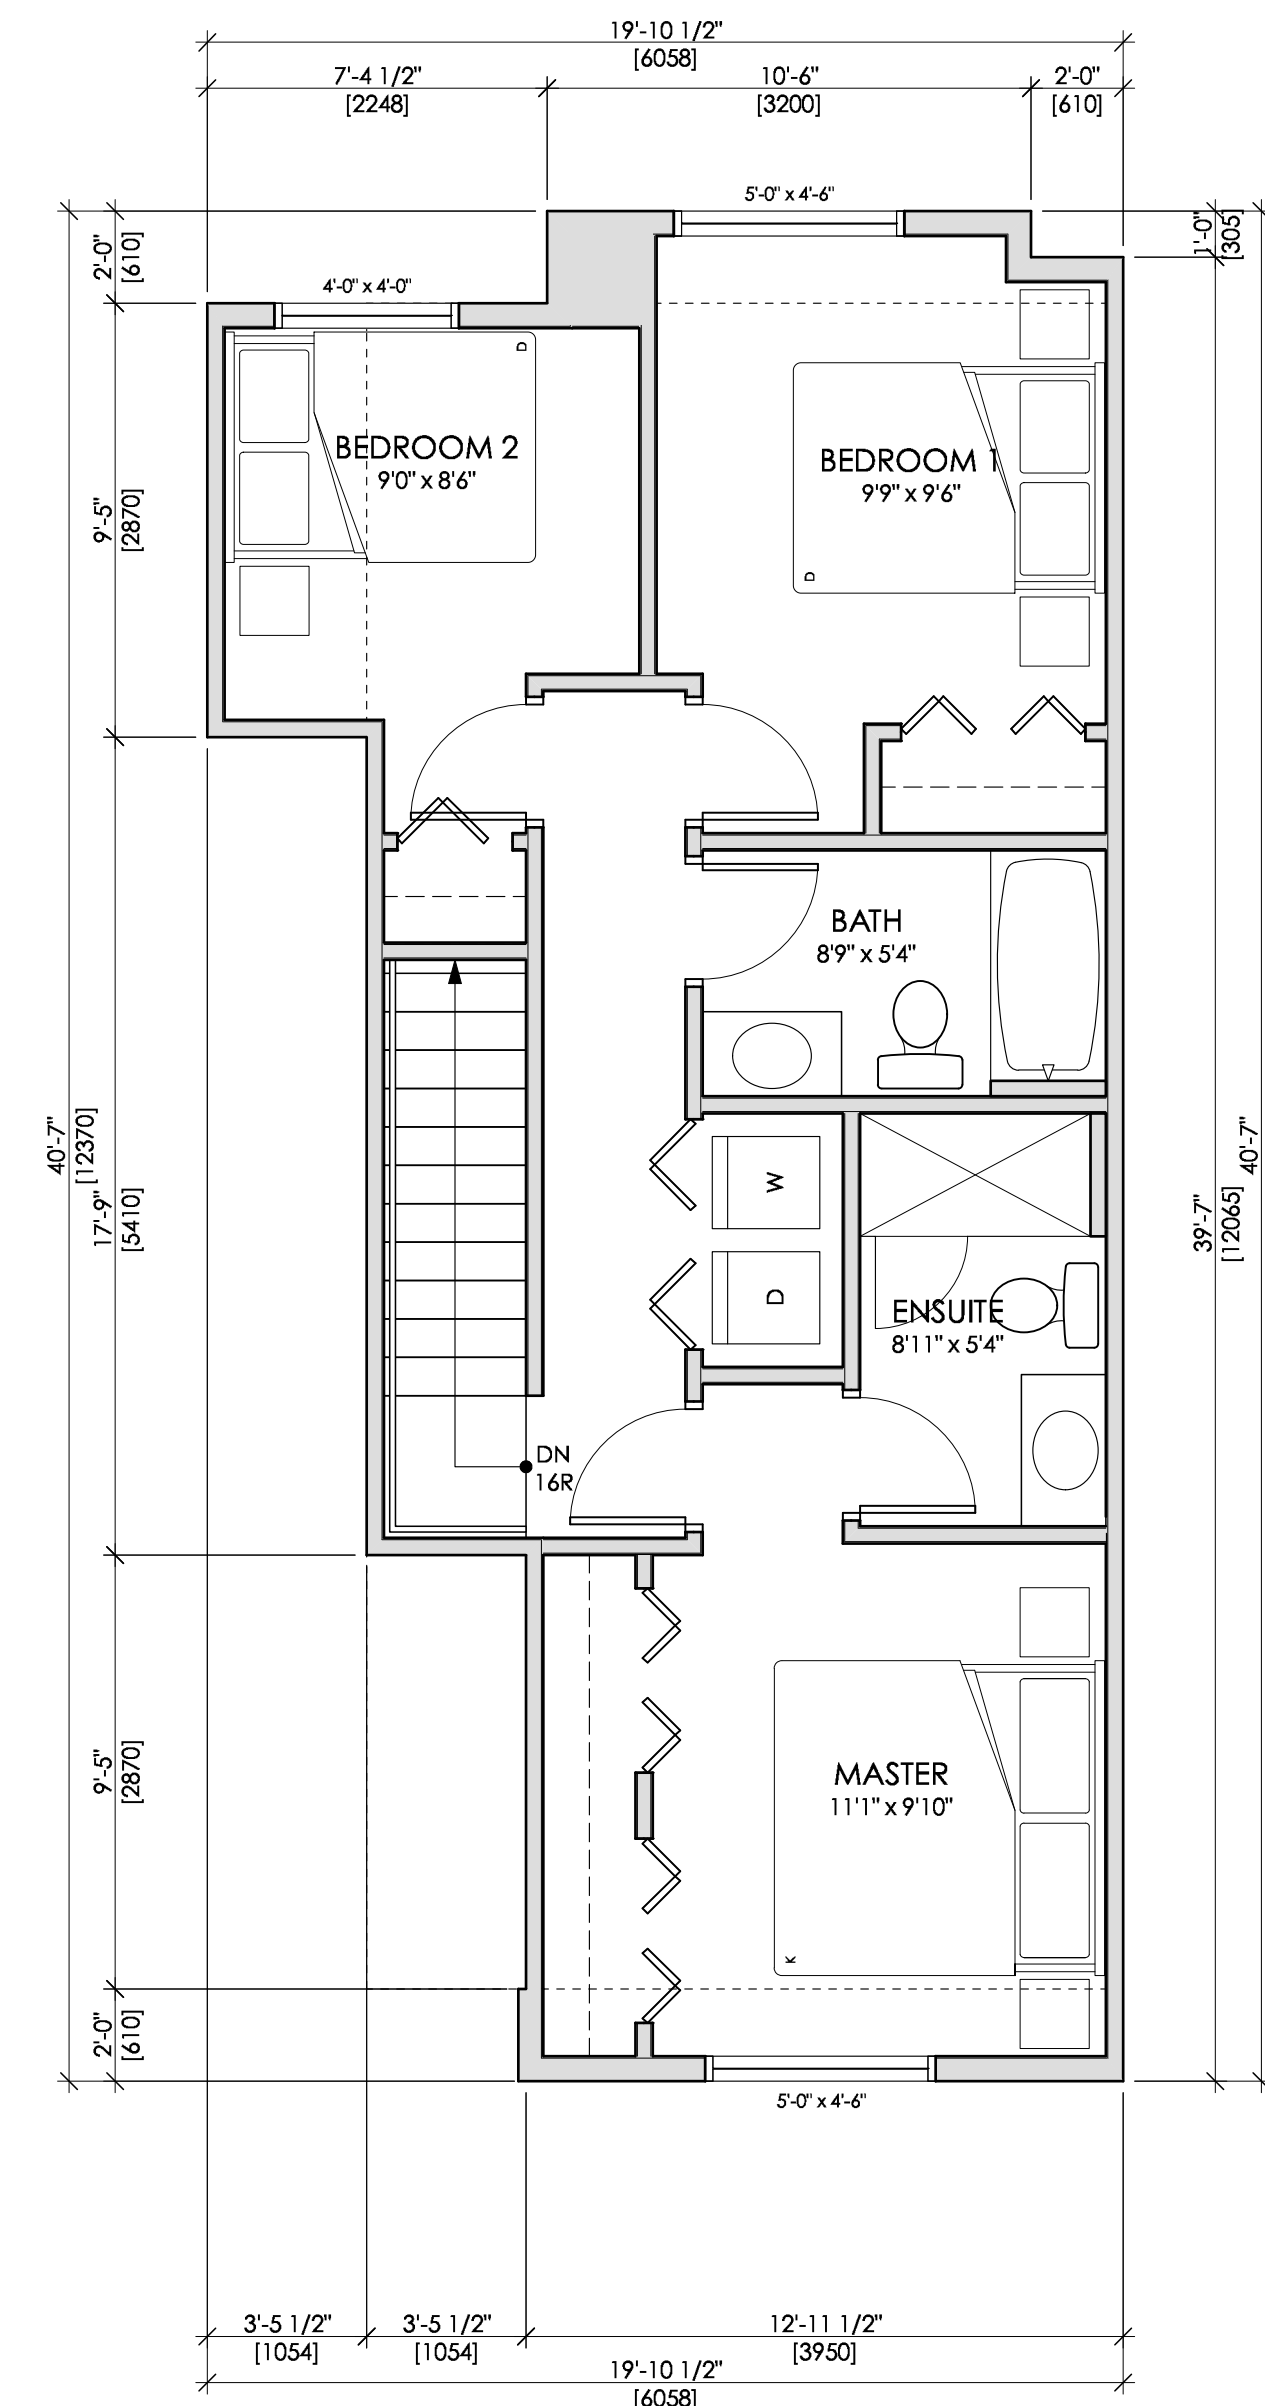 19'-10 1/2"
[6058]
7'-4 1/2"
[2248]
10'-6"
[3200]
2'-0"
[610]
5'-0" x 4'-6"
1'-0"
[305]
2'-0"
[610]
4'-0" x 4'-0"
D
BEDROOM 2
9'0" x 8'6"
BEDROOM 1
9'9" x 9'6"
D
9'-5"
[2870]
BATH
8'9" x 5'4"
40'-7"
[12370]
17'-9"
[5410]
W
D
39'-7"
[12065]
40'-7"
ENSUITE
8'11" x 5'4"
DN
16R
9'-5"
[2870]
MASTER
11'1" x 9'10"
K
2'-0"
[610]
5'-0" x 4'-6"
3'-5 1/2"
[1054]
3'-5 1/2"
[1054]
12'-11 1/2"
[3950]
19'-10 1/2"
[6058]